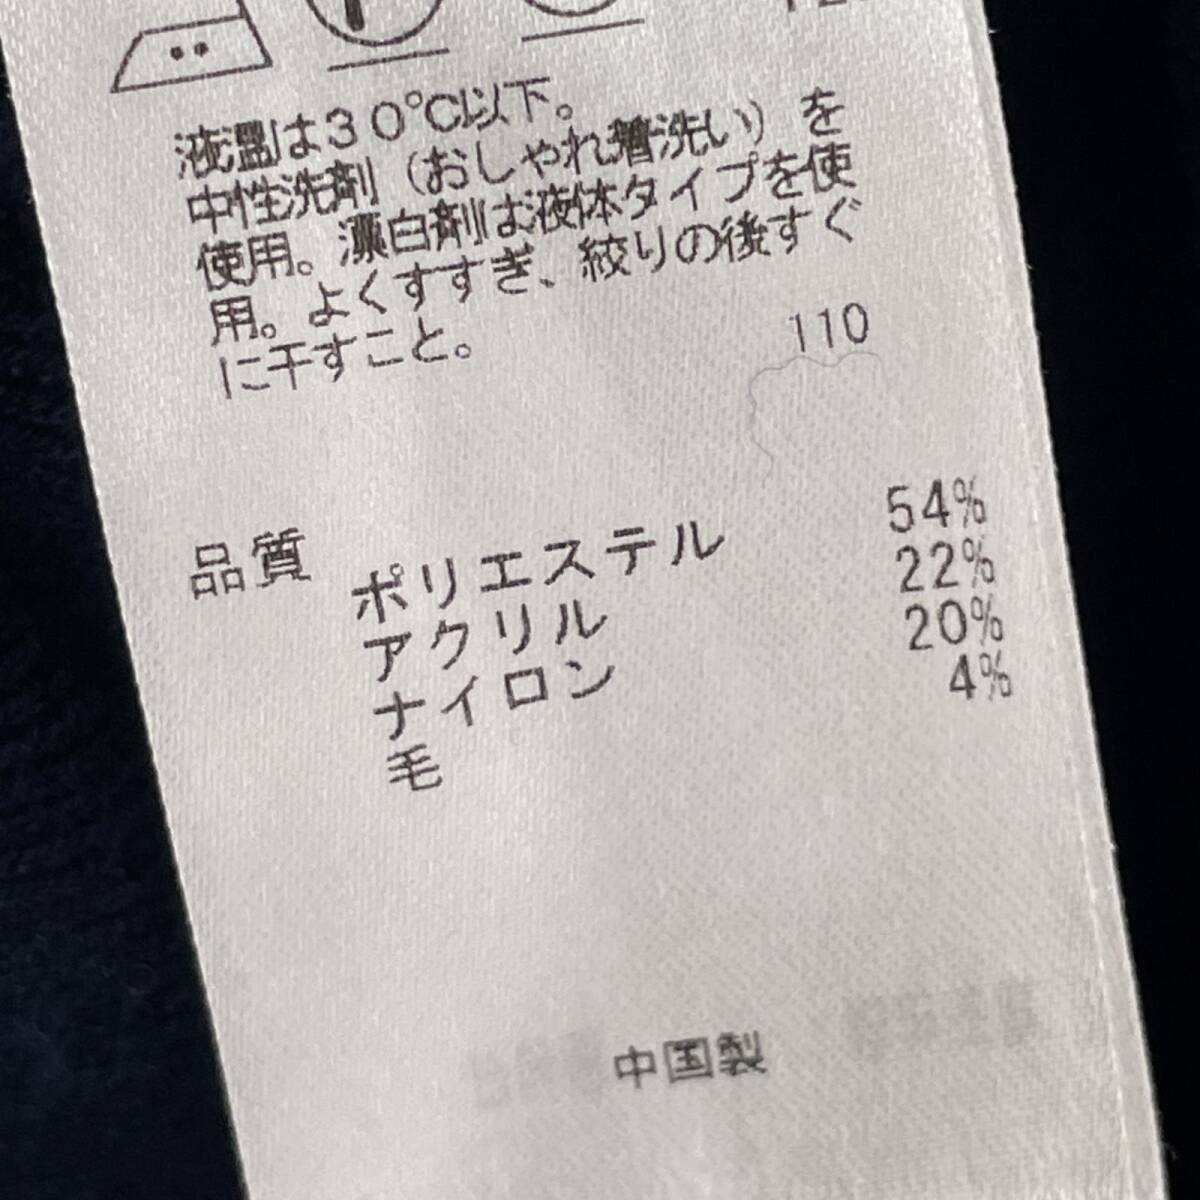 液温は30℃以下。
中性洗剤（おしゃれ着洗い）を
使用。漂白剤は液体タイプを使
用。よくすすぎ、絞りの後すぐ
に干すこと。
110
品質
ポリエステル 54%
アクリル 22%
ナイロン 20%
毛 4%
中国製